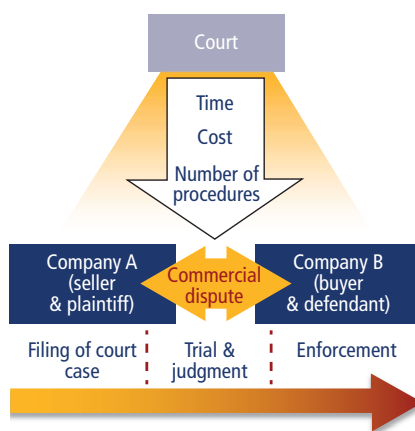 Court
Time
Cost
Number of
procedures
Company A
(seller
& plaintiff)
Commercial
dispute
Company B
(buyer
& defendant)
Filing of court
case
Trial &
judgment
Enforcement